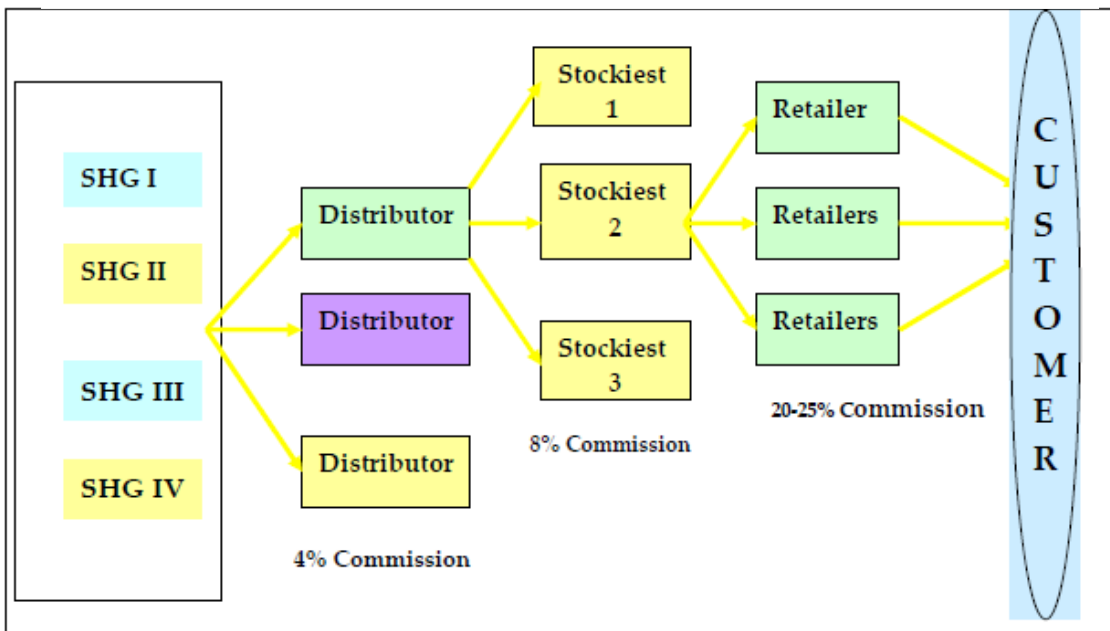 SHG I
SHG II
SHG III
SHG IV
Distributor
Distributor
Distributor
4% Commission
Stockiest
1
Stockiest
2
Stockiest
3
8% Commission
Retailer
Retailers
Retailers
20-25% Commission
C
U
S
T
O
M
E
R